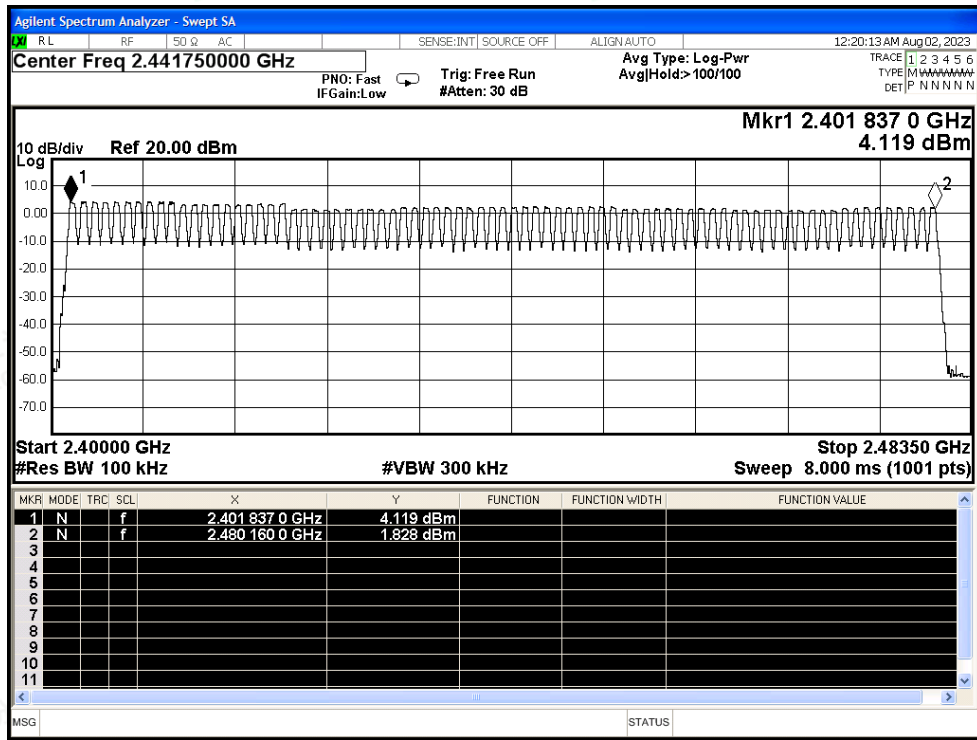 Agilent Spectrum Analyzer - Swept SA
LXI RL RF 50 Ω AC SENSE:INT SOURCE OFF ALIGN AUTO 12:20:13 AM Aug 02, 2023
Center Freq 2.441750000 GHz
PNO: Fast
IFGain:Low
Trig: Free Run
#Atten: 30 dB
Avg Type: Log-Pwr
Avg|Hold:>100/100
TRACE 1 2 3 4 5 6
TYPE M WWWWW
DET P N N N N N
Mkr1 2.401 837 0 GHz
4.119 dBm
10 dB/div Ref 20.00 dBm
Log
10.0
0.00
-10.0
-20.0
-30.0
-40.0
-50.0
-60.0
-70.0
1
2
Start 2.40000 GHz Stop 2.48350 GHz
#Res BW 100 kHz #VBW 300 kHz Sweep 8.000 ms (1001 pts)
MKR MODE TRC SCL X Y FUNCTION FUNCTION WIDTH FUNCTION VALUE
1 N f 2.401 837 0 GHz 4.119 dBm
2 N f 2.480 160 0 GHz 1.828 dBm
3
4
5
6
7
8
9
10
11
MSG STATUS